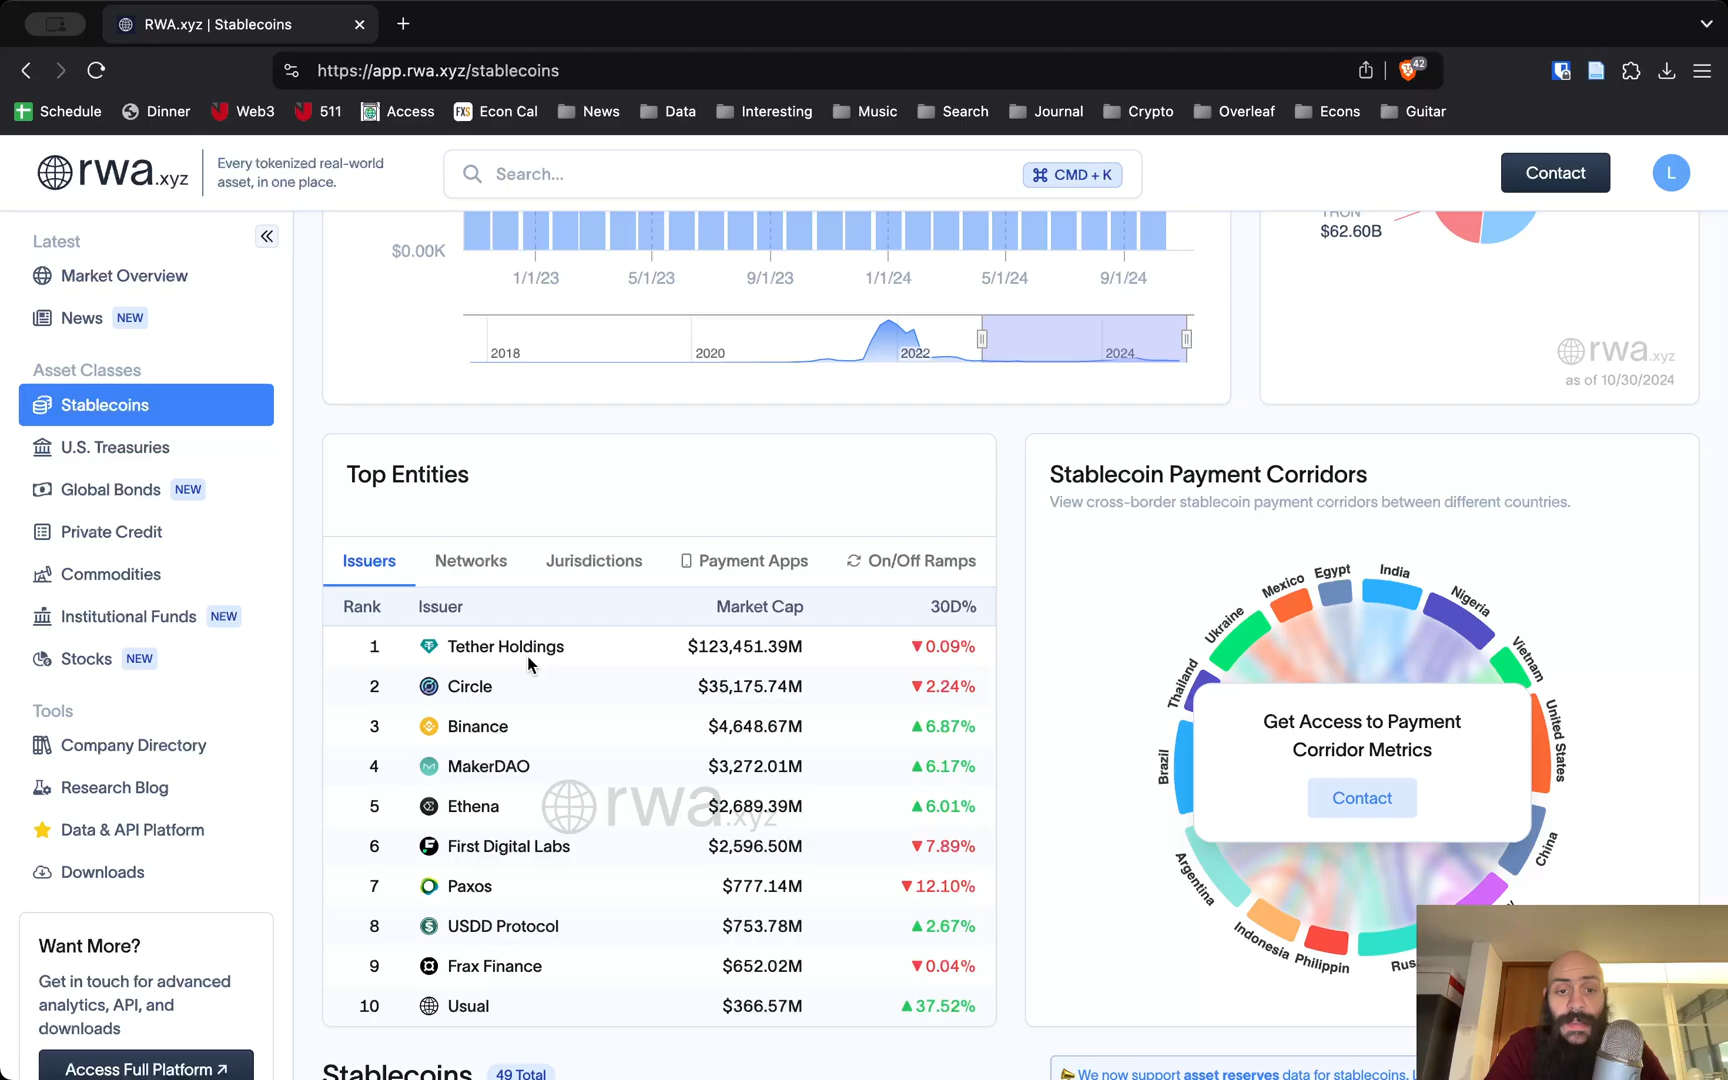 RWA.xyz | Stablecoins
https://app.rwa.xyz/stablecoins
42
Schedule
Dinner
Web3
511
Access
FXS Econ Cal
News
Data
Interesting
Music
Search
Journal
Crypto
Overleaf
Econs
Guitar
rwa.xyz
Every tokenized real-world
asset, in one place.
Search...
⌘ CMD + K
Contact
L
Latest
Market Overview
News NEW
Asset Classes
Stablecoins
U.S. Treasuries
Global Bonds NEW
Private Credit
Commodities
Institutional Funds NEW
Stocks NEW
Tools
Company Directory
Research Blog
Data & API Platform
Downloads
Want More?
Get in touch for advanced
analytics, API, and
downloads
Access Full Platform ↗
$0.00K
1/1/23 5/1/23 9/1/23 1/1/24 5/1/24 9/1/24
2018 2020 2022 2024
TRON
$62.60B
rwa.xyz
as of 10/30/2024
Top Entities
Issuers Networks Jurisdictions Payment Apps On/Off Ramps
Rank Issuer Market Cap 30D%
1 Tether Holdings $123,451.39M ▼0.09%
2 Circle $35,175.74M ▼2.24%
3 Binance $4,648.67M ▲6.87%
4 MakerDAO $3,272.01M ▲6.17%
5 Ethena $2,689.39M ▲6.01%
6 First Digital Labs $2,596.50M ▼7.89%
7 Paxos $777.14M ▼12.10%
8 USDD Protocol $753.78M ▲2.67%
9 Frax Finance $652.02M ▼0.04%
10 Usual $366.57M ▲37.52%
rwa.xyz
Stablecoin Payment Corridors
View cross-border stablecoin payment corridors between different countries.
Egypt
India
Mexico
Nigeria
Ukraine
Vietnam
Thailand
United States
Brazil
China
Argentina
Indonesia
Philippin
Rus
Get Access to Payment
Corridor Metrics
Contact
Stablecoins 49 Total
We now support asset reserves data for stablecoins.